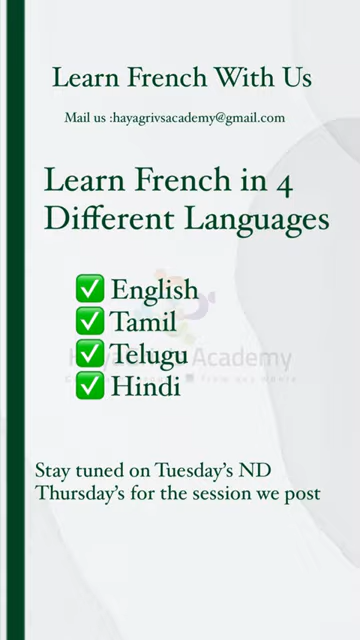 Learn French With Us
Mail us :hayagrivsacademy@gmail.com
Learn French in 4
Different Languages
✅ English
✅ Tamil
✅ Telugu
✅ Hindi
Academy
Stay tuned on Tuesday's ND
Thursday's for the session we post